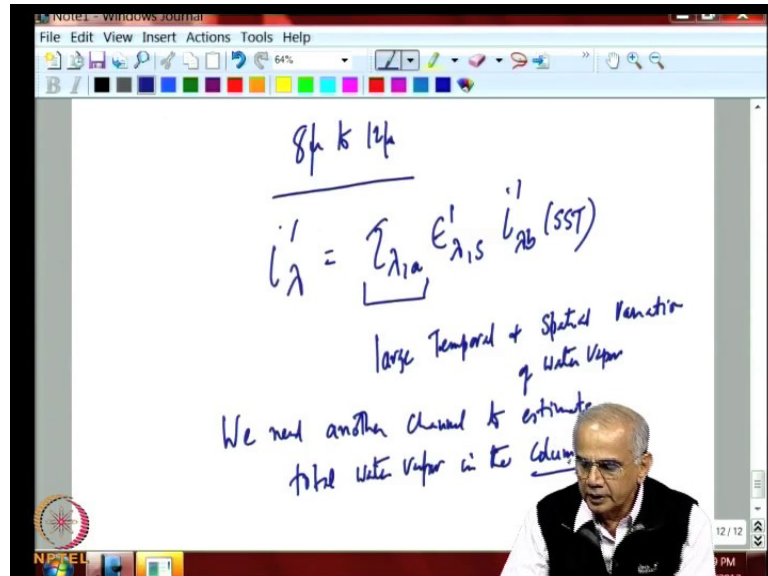 Note1 - Windows Journal
File Edit View Insert Actions Tools Help
64%
B I
8μ to 12μ
i'λ = τλ,a ε'λ,s i'λb (SST)
large Temporal & Spatial Variation
of Water Vapor
We need another channel to estimate
total water vapor in the Colum
12 / 12
NPTEL
PM